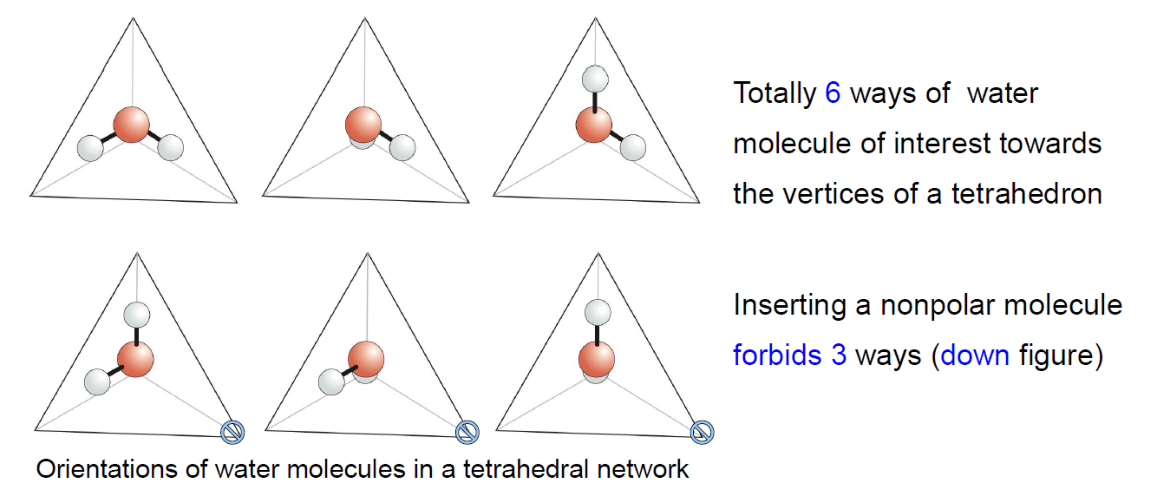 Totally 6 ways of water
molecule of interest towards
the vertices of a tetrahedron
Inserting a nonpolar molecule
forbids 3 ways (down figure)
Orientations of water molecules in a tetrahedral network